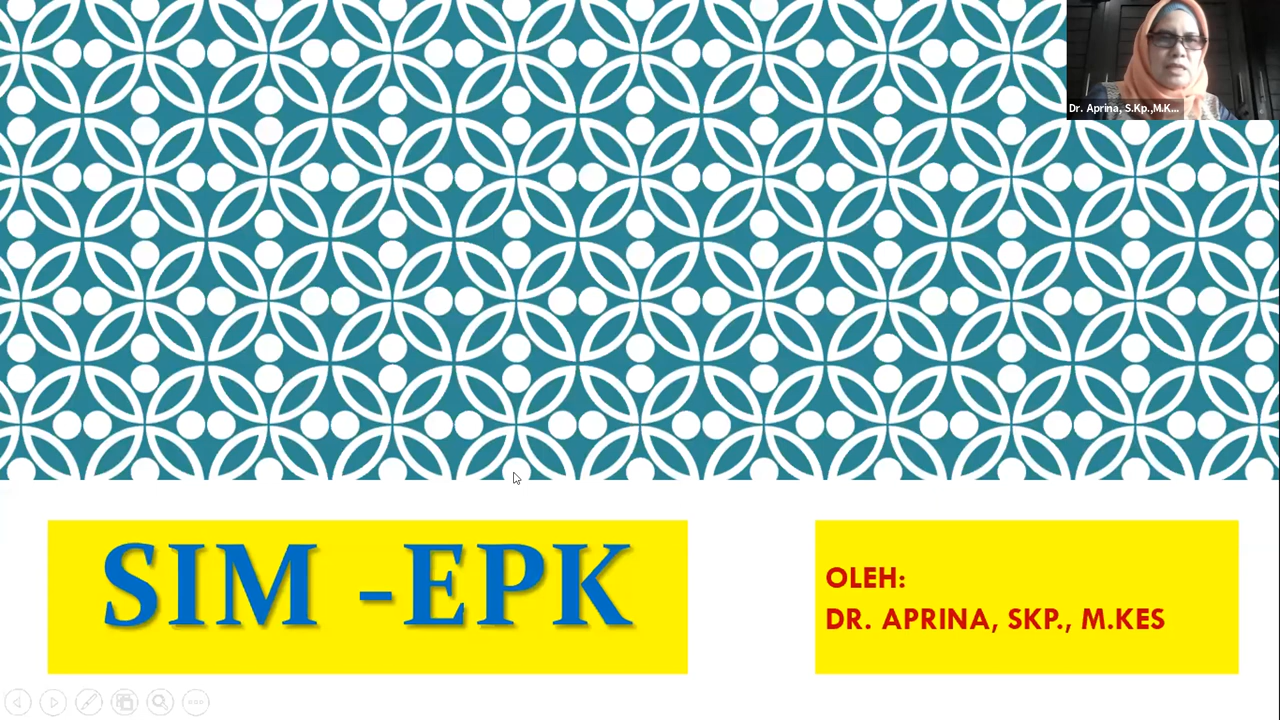 Dr. Aprina, S.Kp.,M.K...
SIM -EPK
OLEH:
DR. APRINA, SKP., M.KES